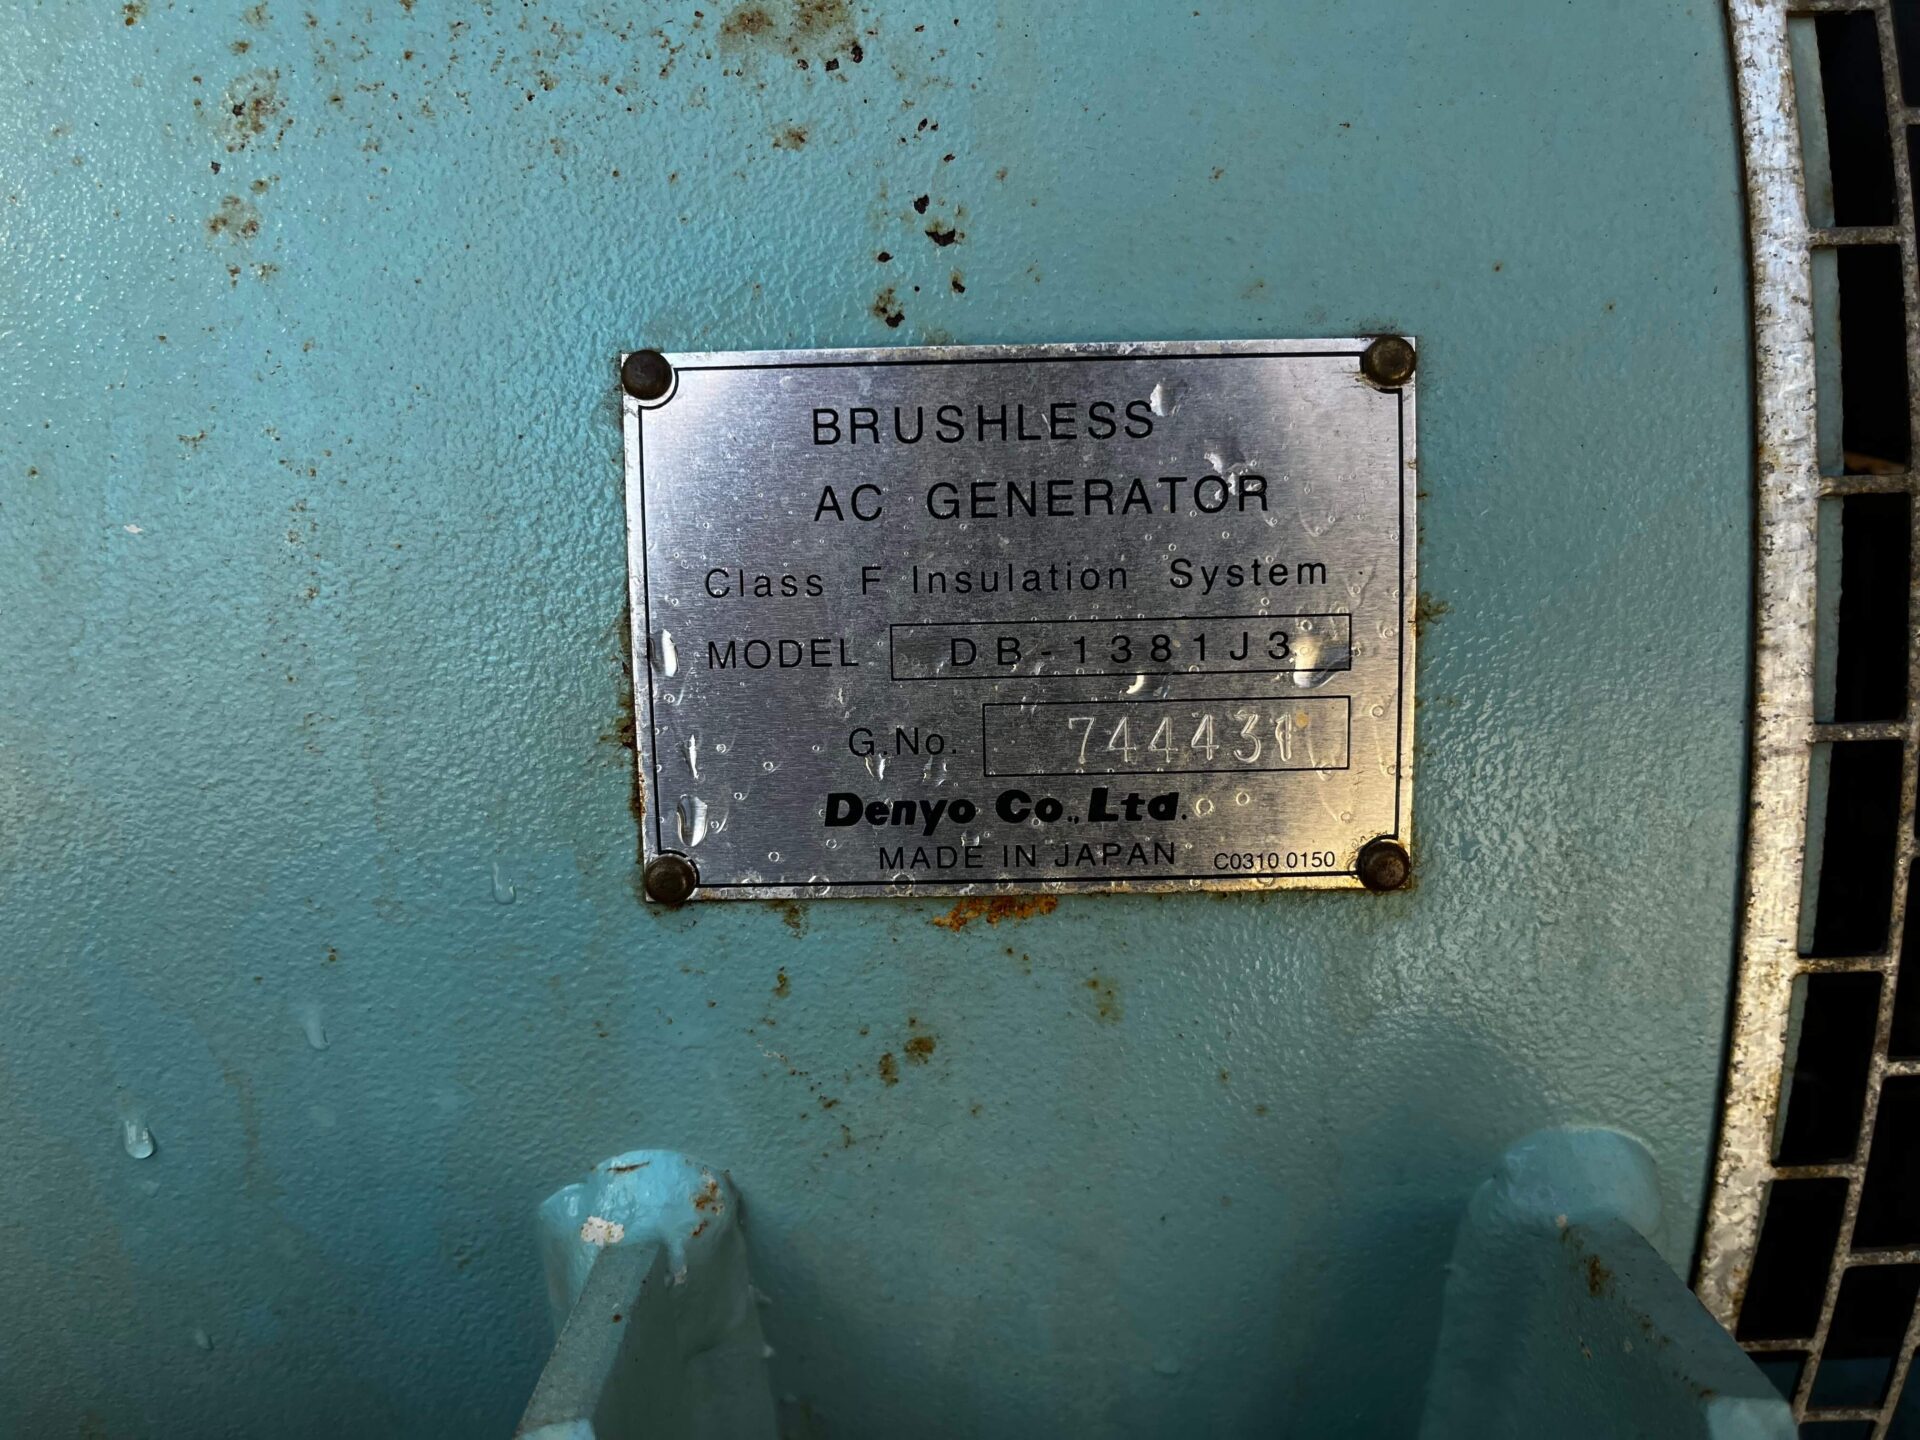 BRUSHLESS
AC GENERATOR
Class F Insulation System
MODEL DB-1381J3
G.No. 744431
Denyo Co.,Ltd.
MADE IN JAPAN C0310 0150